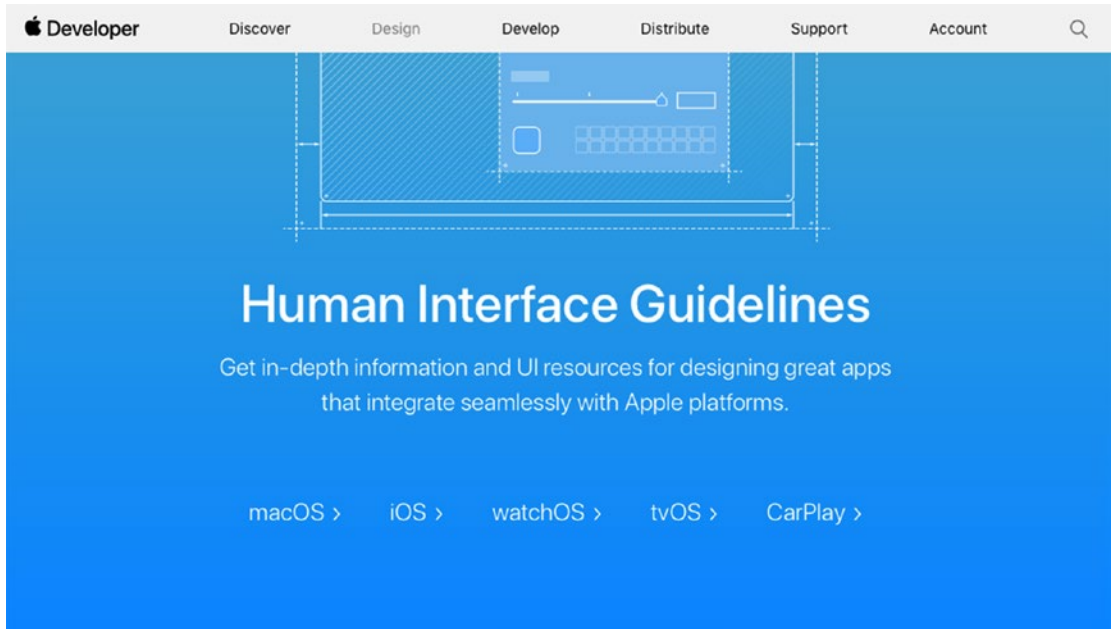 Developer Discover Design Develop Distribute Support Account
Human Interface Guidelines
Get in-depth information and UI resources for designing great apps
that integrate seamlessly with Apple platforms.
macOS > iOS > watchOS > tvOS > CarPlay >